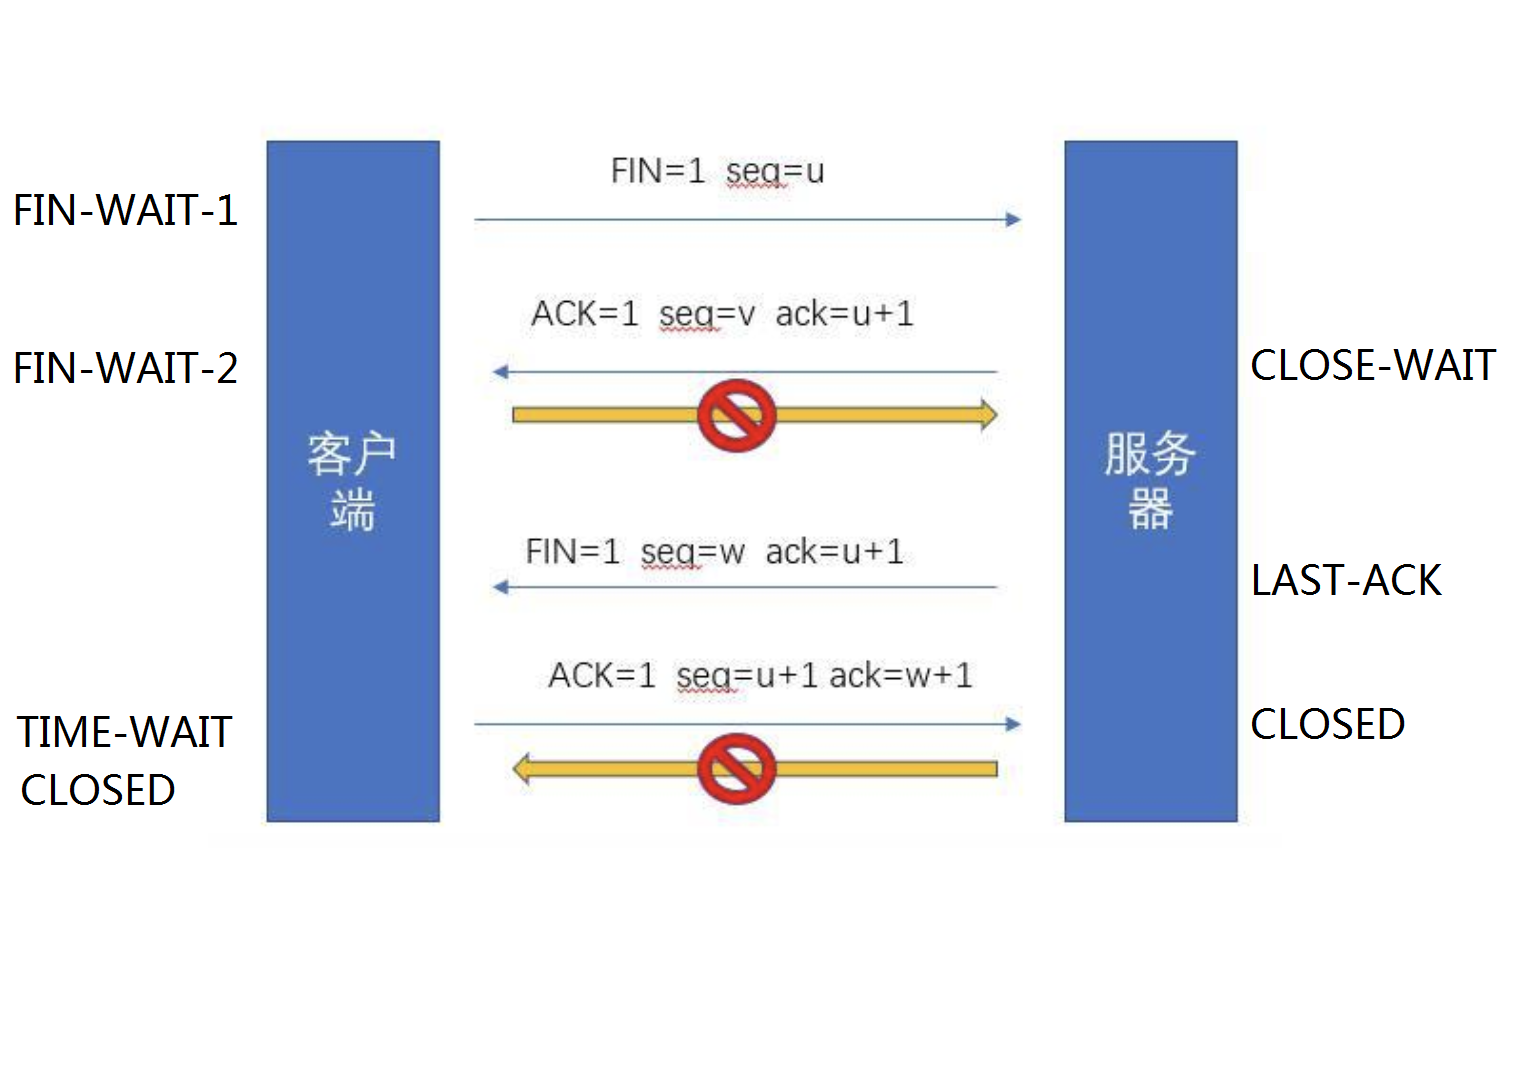 FIN=1 seq=u
FIN-WAIT-1
ACK=1 seq=v ack=u+1
FIN-WAIT-2
CLOSE-WAIT
客户
端
服务
器
FIN=1 seq=w ack=u+1
LAST-ACK
ACK=1 seq=u+1 ack=w+1
TIME-WAIT
CLOSED
CLOSED